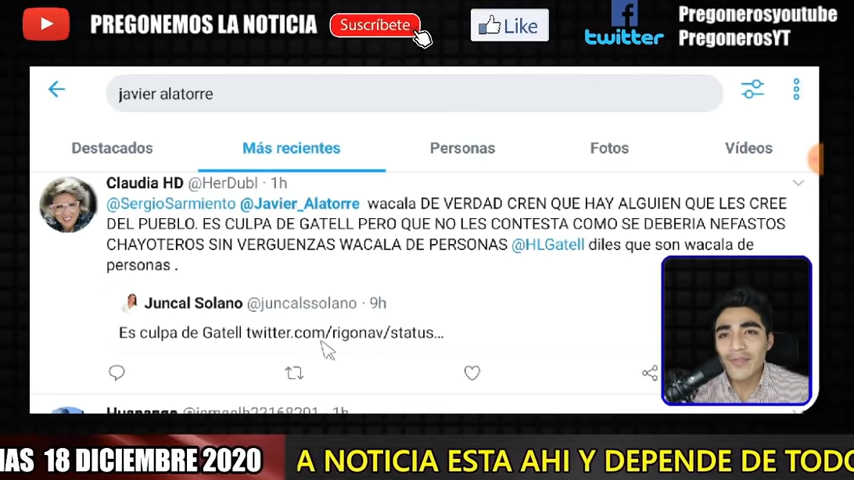 PREGONEMOS LA NOTICIA
Suscríbete
Like
twitter
Pregonerosyoutube
PregonerosYT
javier alatorre
Destacados
Más recientes
Personas
Fotos
Vídeos
Claudia HD @HerDubl · 1h
@SergioSarmiento @Javier_Alatorre wacala DE VERDAD CREN QUE HAY ALGUIEN QUE LES CREE
DEL PUEBLO. ES CULPA DE GATELL PERO QUE NO LES CONTESTA COMO SE DEBERIA NEFASTOS
CHAYOTEROS SIN VERGUENZAS WACALA DE PERSONAS @HLGatell diles que son wacala de
personas .
Juncal Solano @juncalssolano · 9h
Es culpa de Gatell twitter.com/rigonav/status...
IAS 18 DICIEMBRE 2020
A NOTICIA ESTA AHI Y DEPENDE DE TODO